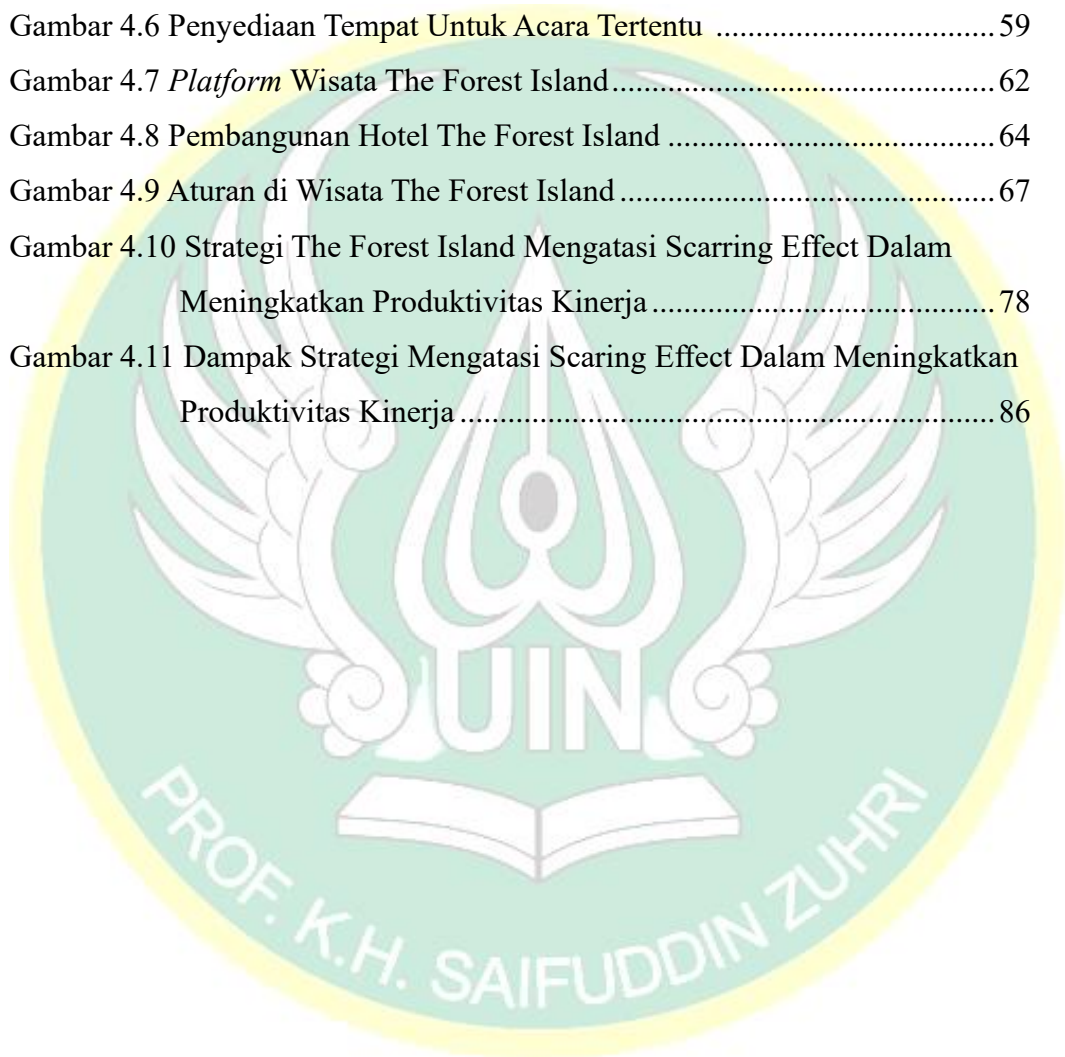 Gambar 4.6 Penyediaan Tempat Untuk Acara Tertentu .................................. 59
Gambar 4.7 Platform Wisata The Forest Island .............................................. 62
Gambar 4.8 Pembangunan Hotel The Forest Island ....................................... 64
Gambar 4.9 Aturan di Wisata The Forest Island ............................................. 67
Gambar 4.10 Strategi The Forest Island Mengatasi Scarring Effect Dalam
Meningkatkan Produktivitas Kinerja ......................................... 78
Gambar 4.11 Dampak Strategi Mengatasi Scaring Effect Dalam Meningkatkan
Produktivitas Kinerja ................................................................. 86
UIN
PROF. K.H. SAIFUDDIN ZUHRI